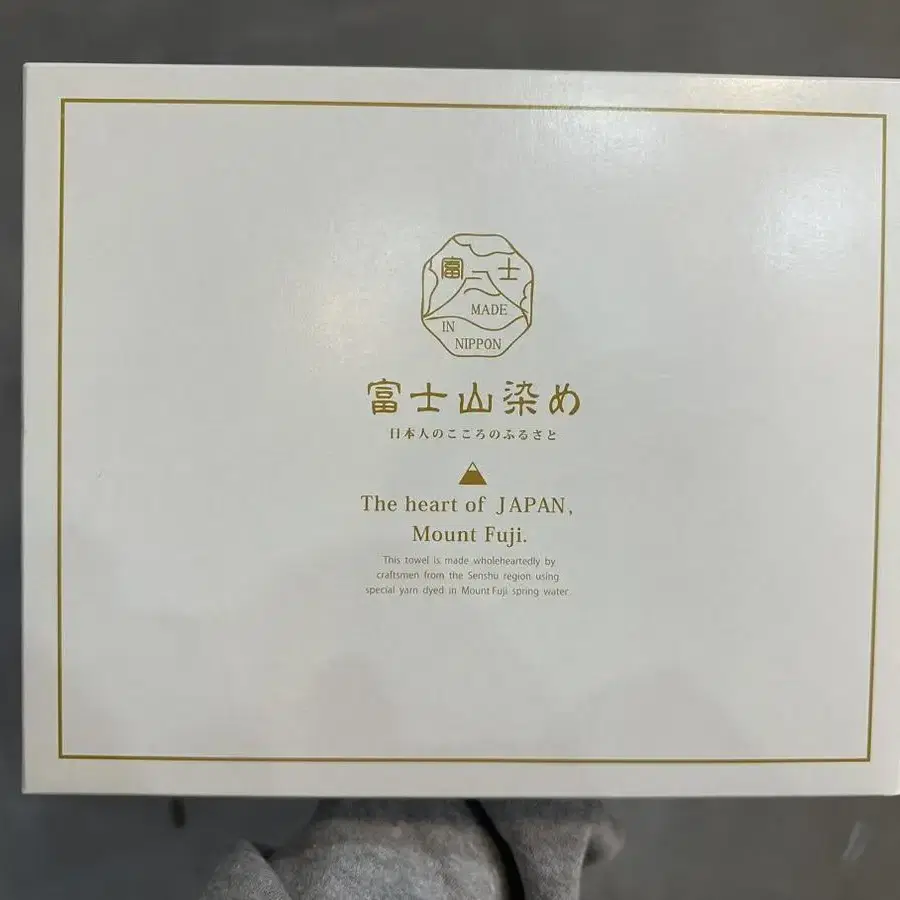 富士
MADE
IN
NIPPON
富士山染め
日本人のこころのふるさと
The heart of JAPAN,
Mount Fuji.
This towel is made wholeheartedly by
craftsmen from the Senshu region using
special yarn dyed in Mount Fuji spring water.